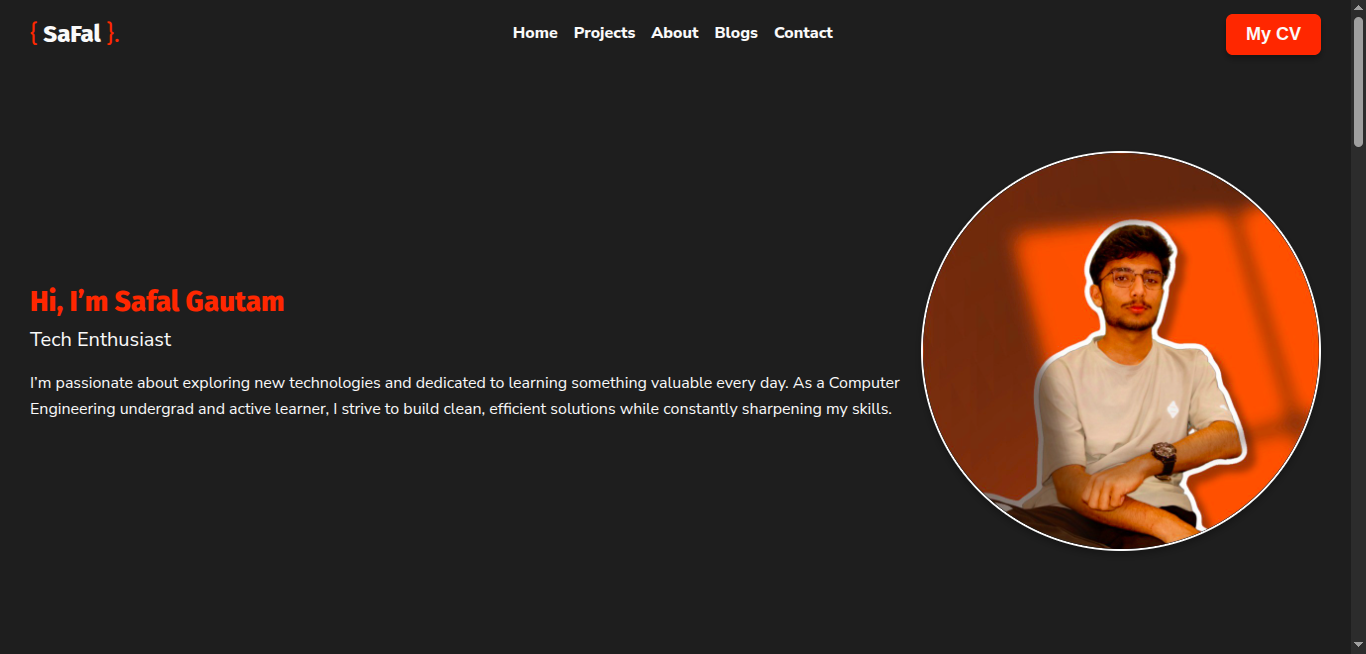 { SaFal }.
Home Projects About Blogs Contact
My CV
Hi, I’m Safal Gautam
Tech Enthusiast
I’m passionate about exploring new technologies and dedicated to learning something valuable every day. As a Computer
Engineering undergrad and active learner, I strive to build clean, efficient solutions while constantly sharpening my skills.